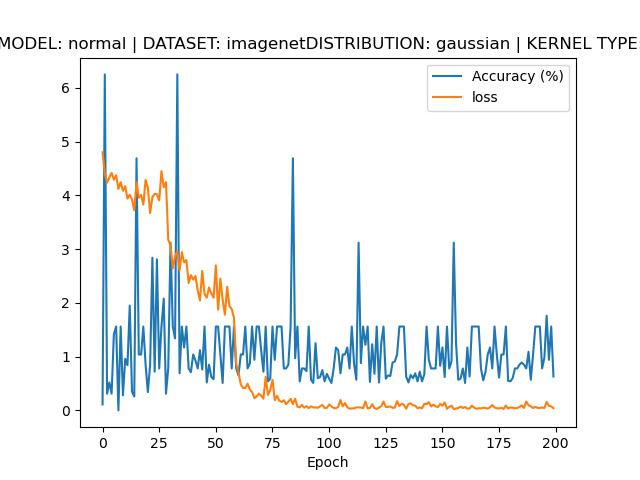 MODEL: normal | DATASET: imagenetDISTRIBUTION: gaussian | KERNEL TYPE:
Accuracy (%)
loss
6
5
4
3
2
1
0
0 25 50 75 100 125 150 175 200
Epoch